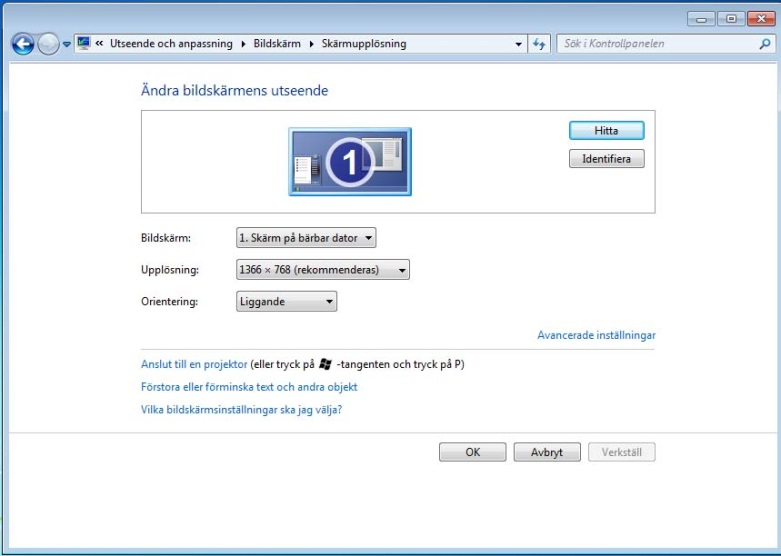 « Utseende och anpassning ▸ Bildskärm ▸ Skärmupplösning
Sök i Kontrollpanelen
Ändra bildskärmens utseende
1
Hitta
Identifiera
Bildskärm: 1. Skärm på bärbar dator
Upplösning: 1366 × 768 (rekommenderas)
Orientering: Liggande
Avancerade inställningar
Anslut till en projektor (eller tryck på -tangenten och tryck på P)
Förstora eller förminska text och andra objekt
Vilka bildskärmsinställningar ska jag välja?
OK Avbryt Verkställ